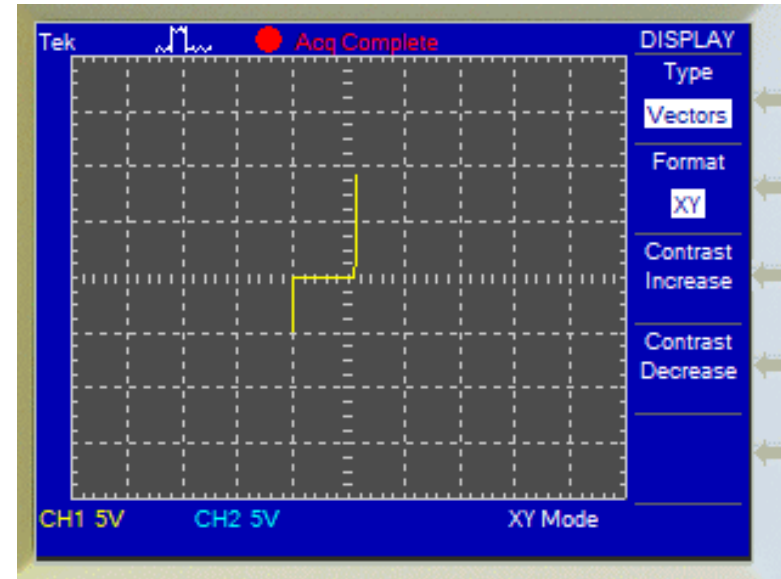 Tek Acq Complete DISPLAY
Type
Vectors
Format
XY
Contrast
Increase
Contrast
Decrease
CH1 5V CH2 5V XY Mode